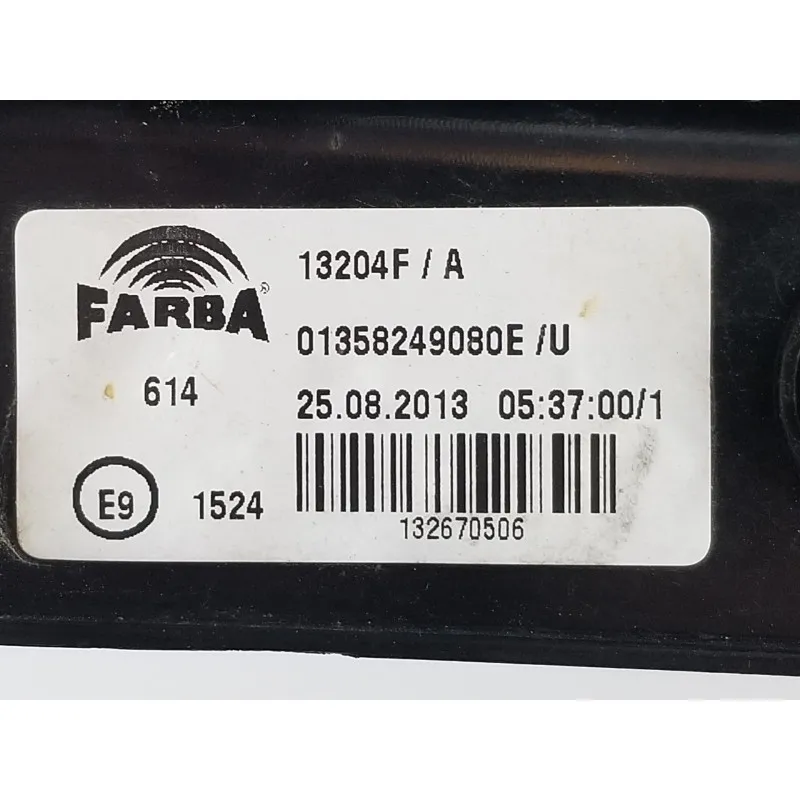 FARBA®
13204F / A
01358249080E /U
614
25.08.2013 05:37:00/1
E9
1524
132670506